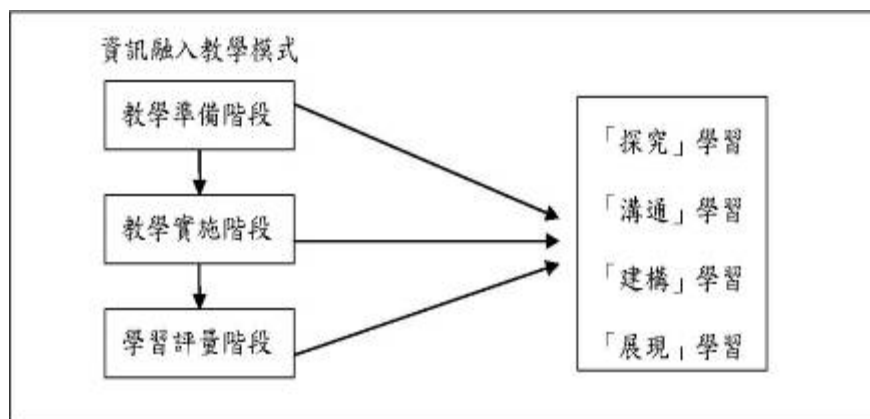 資訊融入教學模式
教學準備階段
教學實施階段
學習評量階段
「探究」學習
「溝通」學習
「建構」學習
「展現」學習